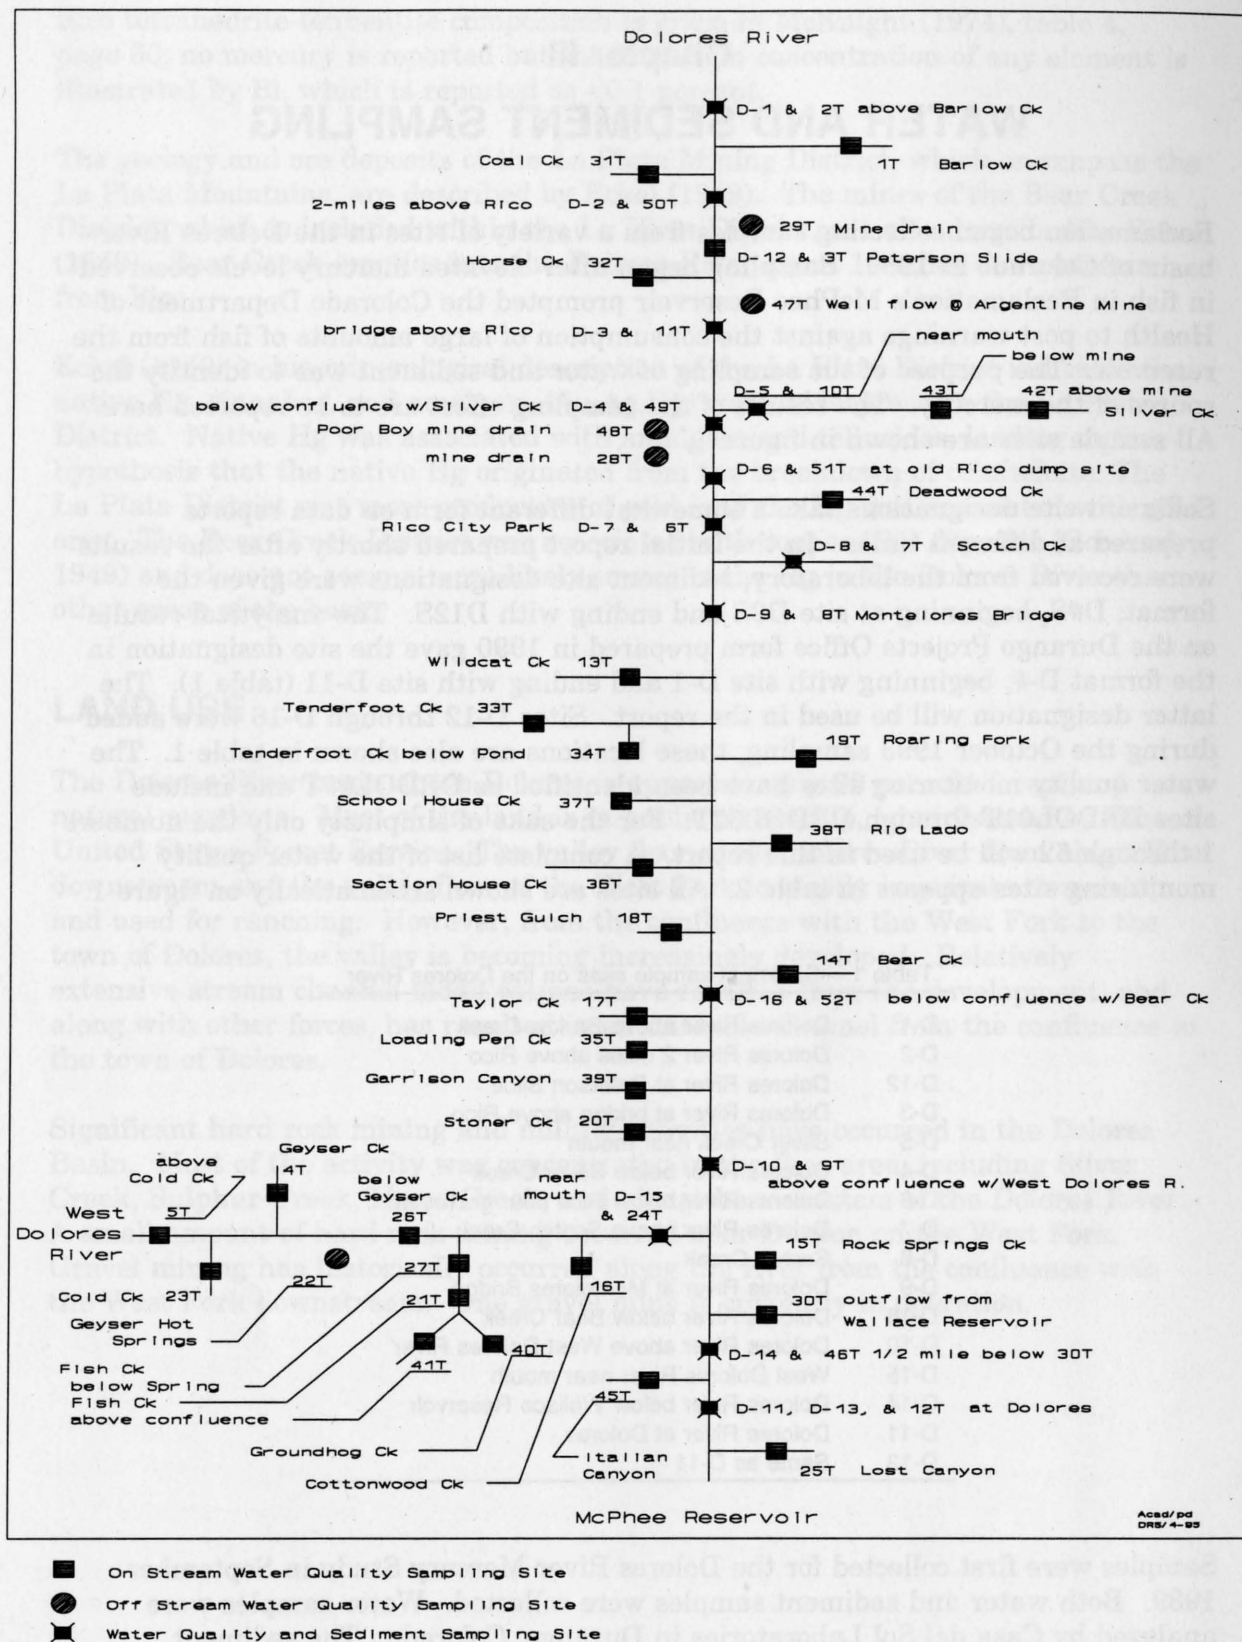 Dolores River
D-1 & 2T above Barlow Ck
1T Barlow Ck
Coal Ck 31T
2-miles above Rico D-2 & 50T
29T Mine drain
D-12 & 3T Peterson Slide
Horse Ck 32T
47T Well flow @ Argentine mine
bridge above Rico D-3 & 11T
near mouth
below mine
D-5 & 10T 43T 42T above mine
Silver Ck
below confluence w/Silver Ck D-4 & 49T
Poor Boy mine drain 48T
mine drain 28T
D-6 & 51T at old Rico dump site
44T Deadwood Ck
Rico City Park D-7 & 6T
D-8 & 7T Scotch Ck
D-9 & 8T Montelores Bridge
Wildcat Ck 13T
Tenderfoot Ck 33T
19T Roaring Fork
Tenderfoot Ck below Pond 34T
School House Ck 37T
38T Rio Lado
Section House Ck 36T
Priest Gulch 18T
14T Bear Ck
D-16 & 52T below confluence w/Bear Ck
Taylor Ck 17T
Loading Pen Ck 35T
Garrison Canyon 39T
Stoner Ck 20T
D-10 & 9T
above confluence w/West Dolores R.
Geyser Ck
4T
above
Cold Ck
5T
below
Geyser Ck
26T
near
mouth D-15
& 24T
West
Dolores
River
15T Rock Springs Ck
22T
27T
16T
Cold Ck 23T
21T
30T outflow from
Wallace Reservoir
Geyser Hot
Springs
40T
41T
D-14 & 46T 1/2 mile below 30T
Fish Ck
below Spring
45T
Fish Ck
above confluence
D-11, D-13, & 12T at Dolores
Groundhog Ck
Italian
Canyon
Cottonwood Ck
25T Lost Canyon
McPhee Reservoir
Acad/pd
DRS/4-95
On Stream Water Quality Sampling Site
Off Stream Water Quality Sampling Site
Water Quality and Sediment Sampling Site